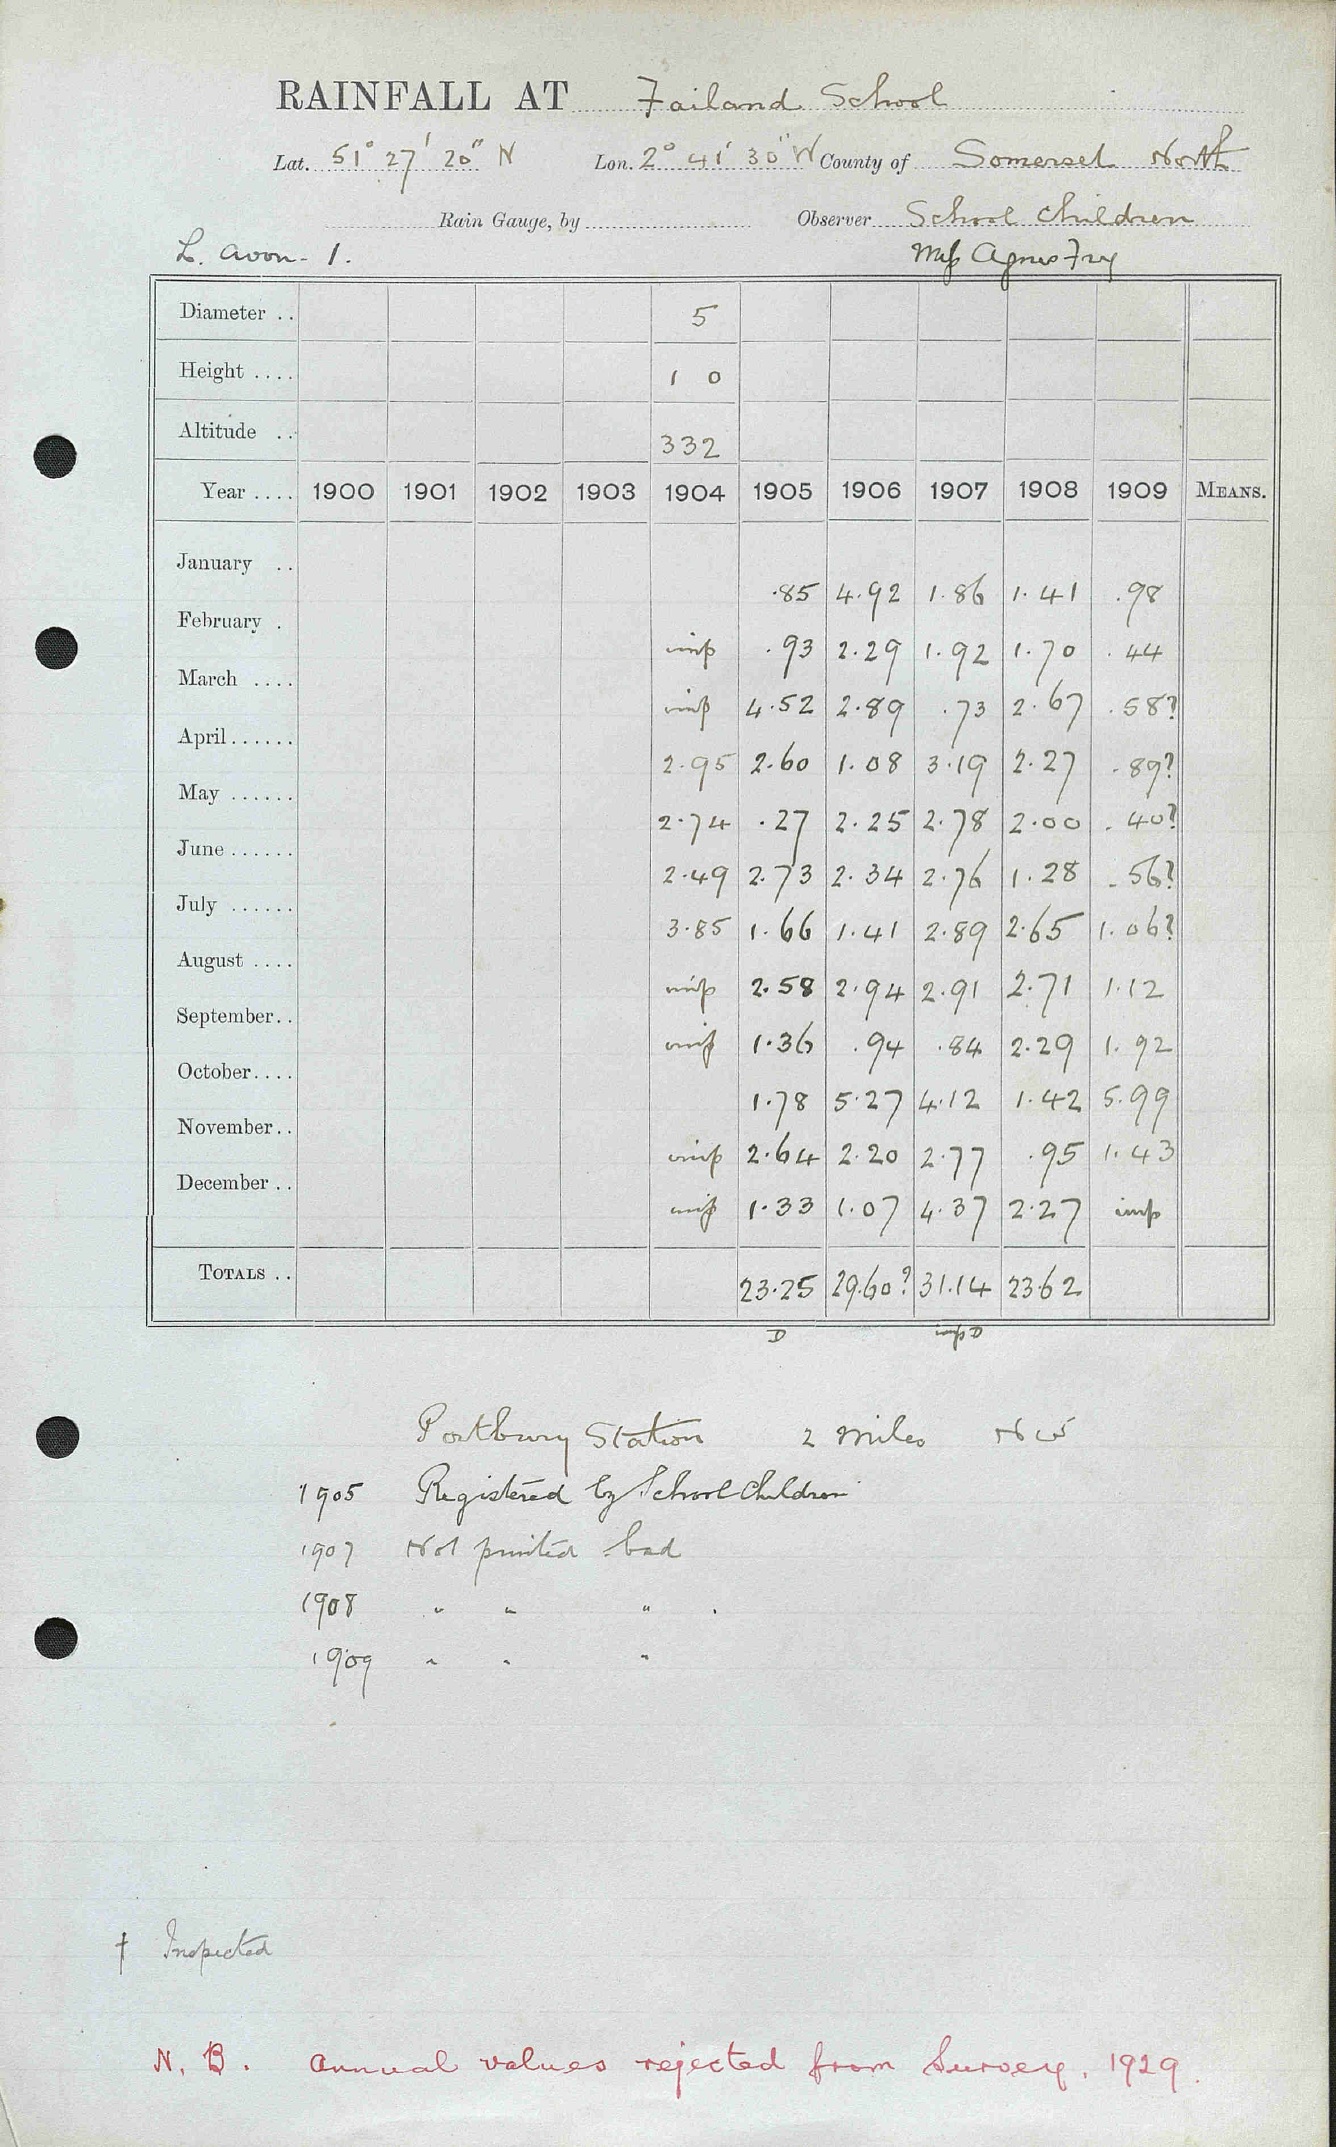 RAINFALL AT Failand School
Lat. 51° 27' 20" N Lon. 2° 41' 30" W County of Somerset North
Rain Gauge, by Observer School Children
L. Avon - 1. Miss Agnes Fry
Diameter .. 5
Height .... 1 0
Altitude .. 332
Year .... 1900 1901 1902 1903 1904 1905 1906 1907 1908 1909 MEANS.
January .. .85 4.92 1.86 1.41 .98
February . imp .93 2.29 1.92 1.70 .44
March .... imp 4.52 2.89 .73 2.67 .58?
April ...... 2.95 2.60 1.08 3.19 2.27 .89?
May ...... 2.74 .27 2.25 2.78 2.00 .40?
June ...... 2.49 2.73 2.34 2.76 1.28 .56?
July ...... 3.85 1.66 1.41 2.89 2.65 1.06?
August .... imp 2.58 2.94 2.91 2.71 1.12
September.. imp 1.36 .94 .84 2.29 1.92
October.... 1.78 5.27 4.12 1.42 5.99
November.. imp 2.64 2.20 2.77 .95 1.43
December .. imp 1.33 1.07 4.37 2.27 imp
TOTALS .. 23.25 29.60? 31.14 23.62
D
Portbury Station 2 miles NW
1905 Registered by School Children
1907 Not printed bad
1908 " " "
1909 " " "
† Inspected
N. B. Annual values rejected from Survey. 1929.